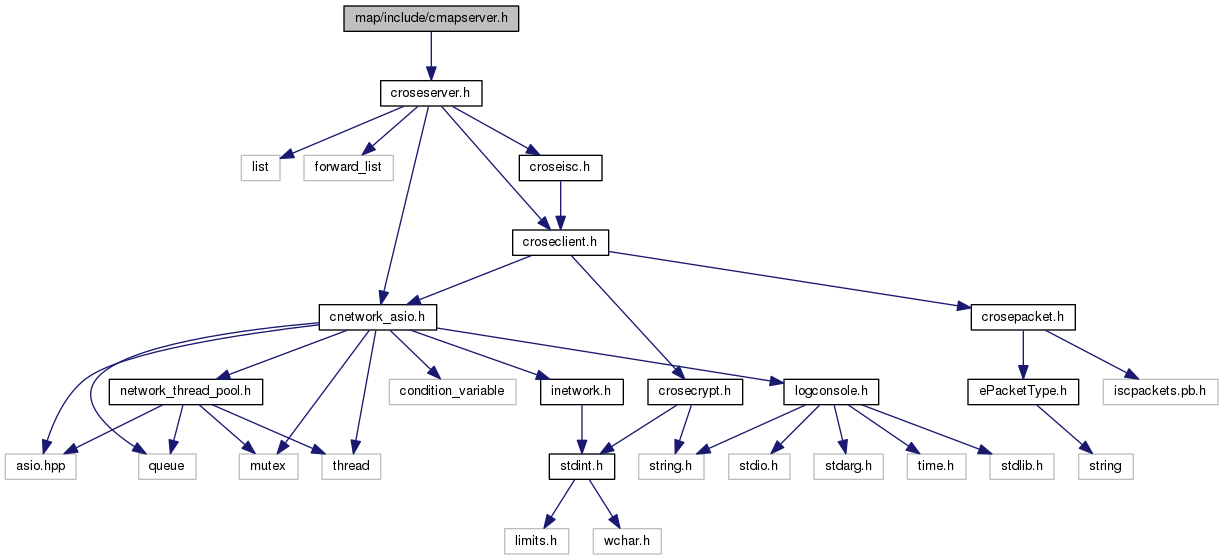 map/include/cmapserver.h
croseserver.h
list
forward_list
croseisc.h
croseclient.h
cnetwork_asio.h
crosepacket.h
network_thread_pool.h
condition_variable
inetwork.h
crosecrypt.h
logconsole.h
ePacketType.h
iscpackets.pb.h
asio.hpp
queue
mutex
thread
stdint.h
string.h
stdio.h
stdarg.h
time.h
stdlib.h
string
limits.h
wchar.h